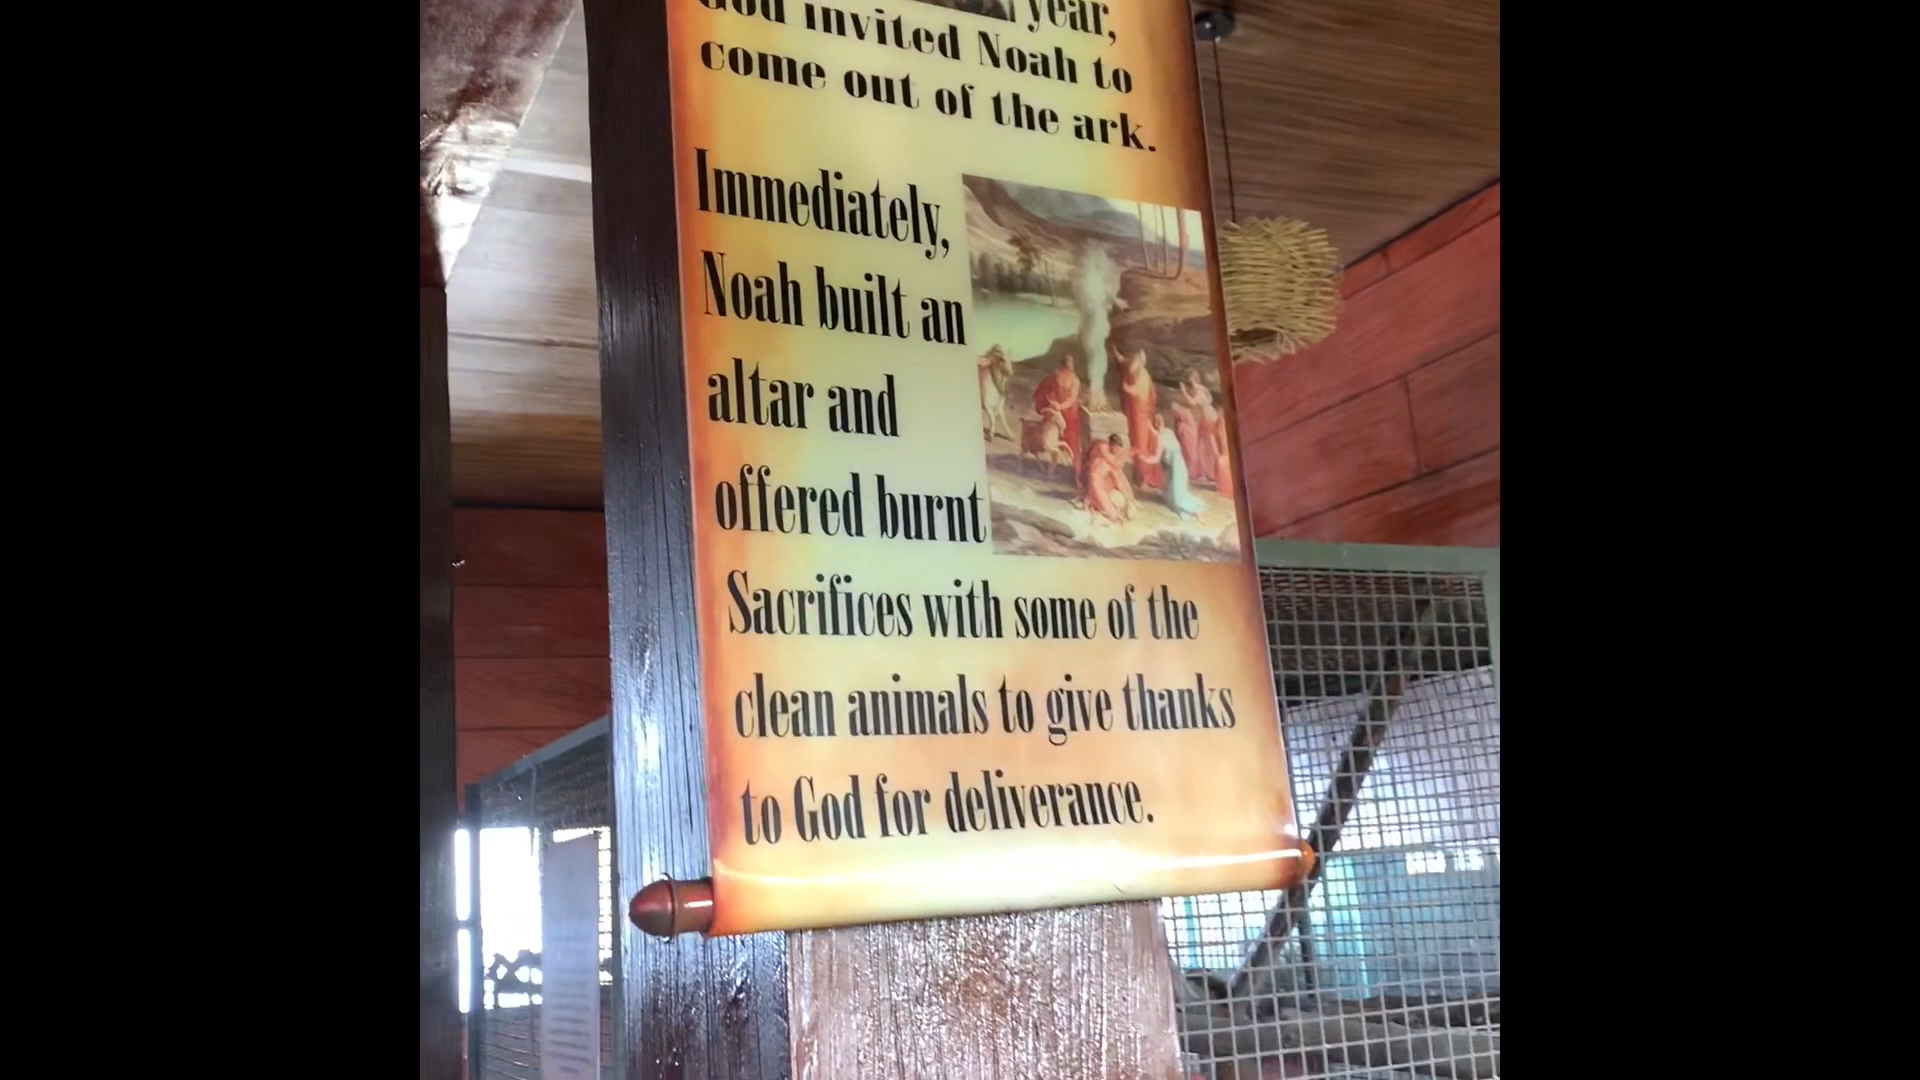 year,
God invited Noah to
come out of the ark.
Immediately,
Noah built an
altar and
offered burnt
Sacrifices with some of the
clean animals to give thanks
to God for deliverance.